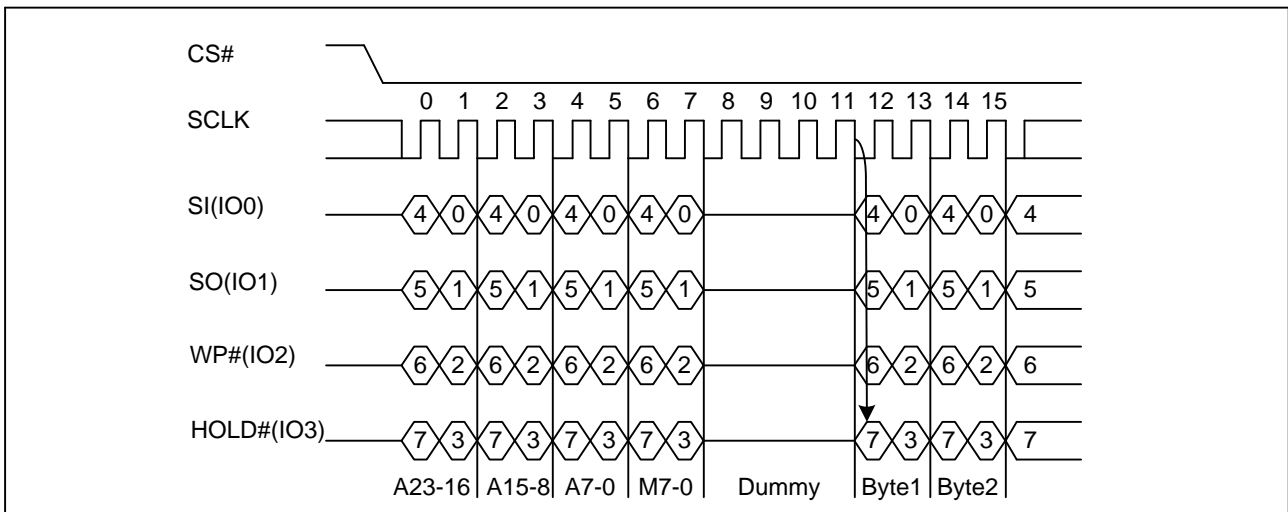 CS#
0 1 2 3 4 5 6 7 8 9 10 11 12 13 14 15
SCLK
SI(IO0) 4 0 4 0 4 0 4 0 4 0 4 0 4
SO(IO1) 5 1 5 1 5 1 5 1 5 1 5 1 5
WP#(IO2) 6 2 6 2 6 2 6 2 6 2 6 2 6
HOLD#(IO3) 7 3 7 3 7 3 7 3 7 3 7 3 7
A23-16 A15-8 A7-0 M7-0 Dummy Byte1 Byte2